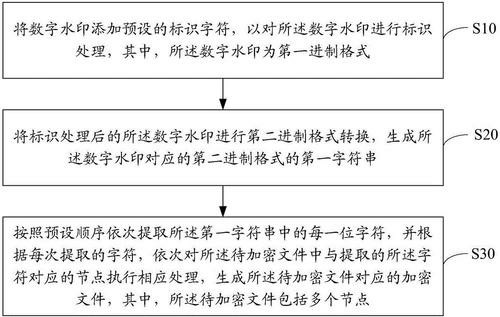 将数字水印添加预设的标识字符，以对所述数字水印进行标识
处理，其中，所述数字水印为第一进制格式
S10
将标识处理后的所述数字水印进行第二进制格式转换，生成所
述数字水印对应的第二进制格式的第一字符串
S20
按照预设顺序依次提取所述第一字符串中的每一位字符，并根
据每次提取的字符，依次对所述待加密文件中与提取的所述字
符对应的节点执行相应处理，生成所述待加密文件对应的加密
文件，其中，所述待加密文件包括多个节点
S30